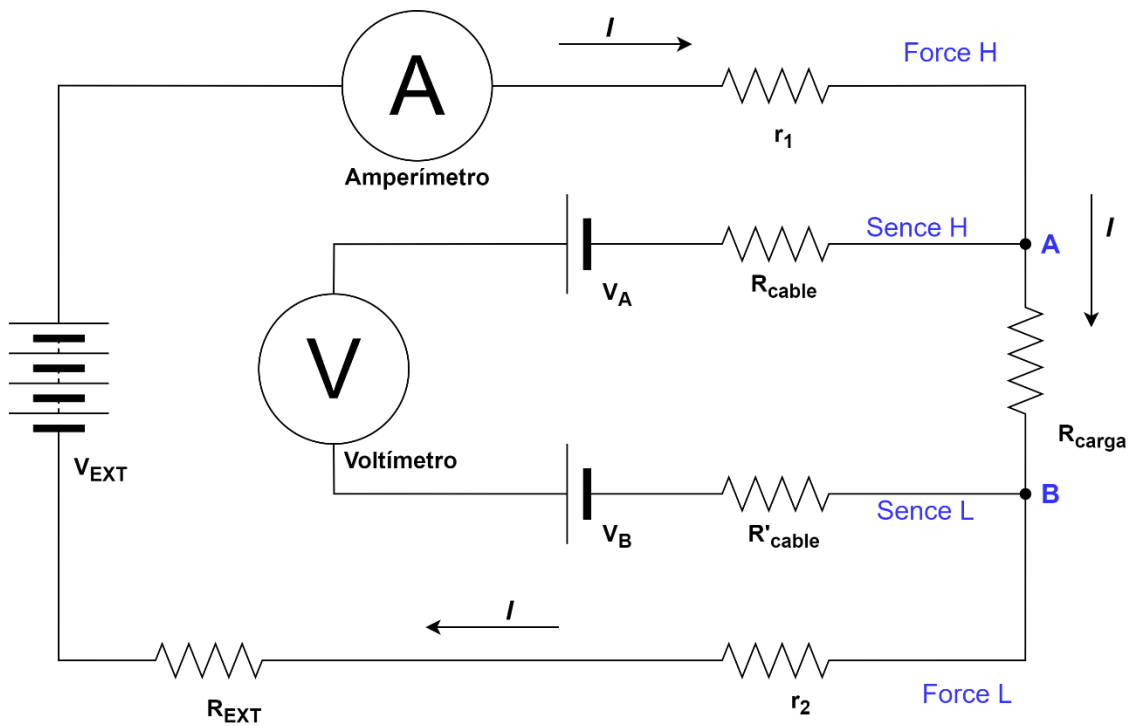 I
Force H
A
r1
Amperímetro
Sence H
I
A
VA
Rcable
V
Rcarga
VEXT
Voltímetro
B
Sence L
VB
R'cable
I
REXT
r2
Force L